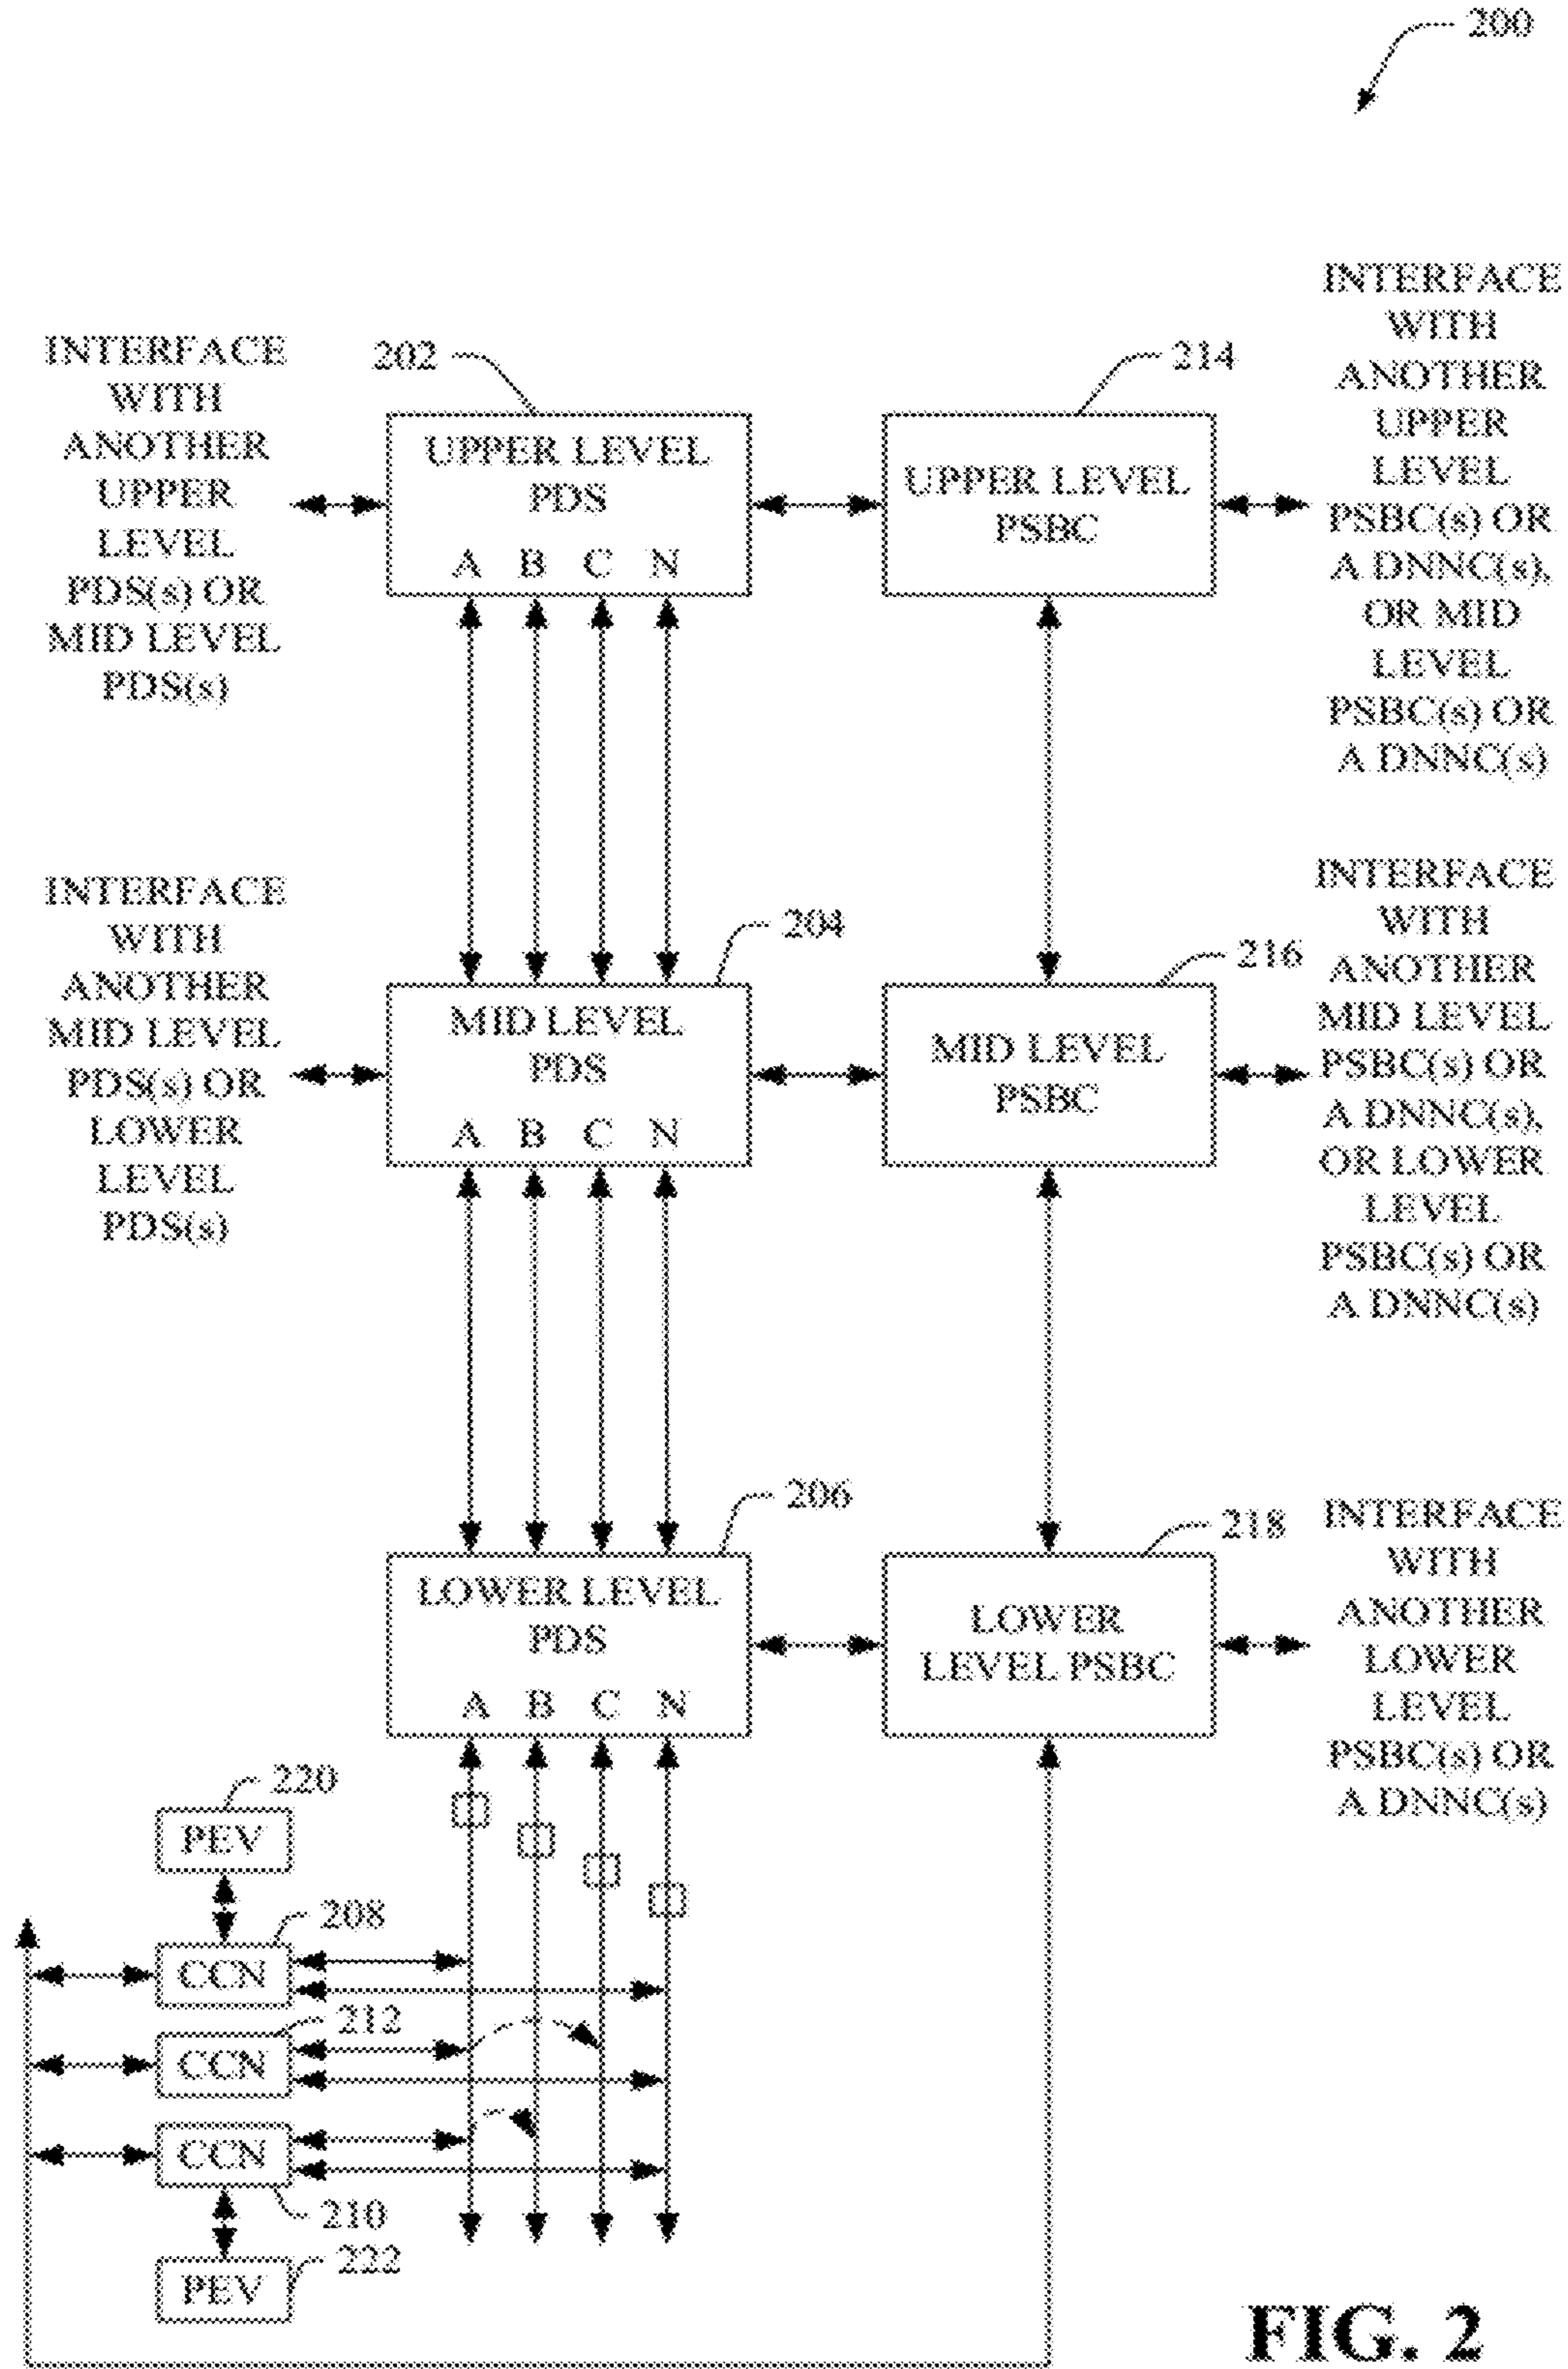 200
INTERFACE
WITH
ANOTHER
UPPER
LEVEL
PDS(s) OR
MID LEVEL
PDS(s)
202
UPPER LEVEL
PDS
A B C N
214
UPPER LEVEL
PSBC
INTERFACE
WITH
ANOTHER
UPPER
LEVEL
PSBC(s) OR
A DNNC(s),
OR MID
LEVEL
PSBC(s) OR
A DNNC(s)
INTERFACE
WITH
ANOTHER
MID LEVEL
PDS(s) OR
LOWER
LEVEL
PDS(s)
204
MID LEVEL
PDS
A B C N
216
MID LEVEL
PSBC
INTERFACE
WITH
ANOTHER
MID LEVEL
PSBC(s) OR
A DNNC(s),
OR LOWER
LEVEL
PSBC(s) OR
A DNNC(s)
206
LOWER LEVEL
PDS
A B C N
218
LOWER
LEVEL PSBC
INTERFACE
WITH
ANOTHER
LOWER
LEVEL
PSBC(s) OR
A DNNC(s)
220
PEV
208
CCN
212
CCN
CCN
210
222
PEV
FIG. 2